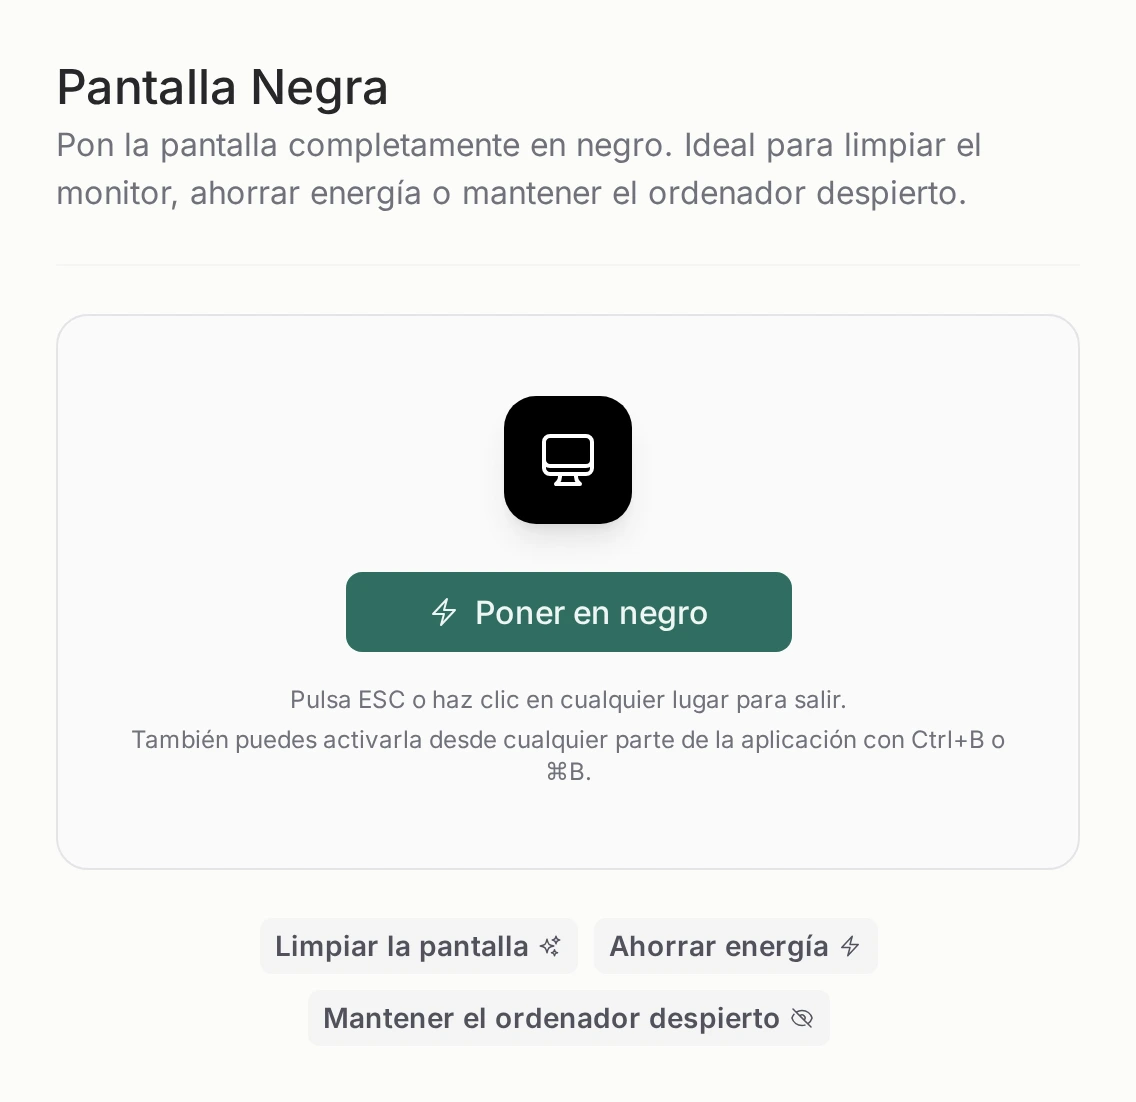 Pantalla Negra
Pon la pantalla completamente en negro. Ideal para limpiar el
monitor, ahorrar energía o mantener el ordenador despierto.
Poner en negro
Pulsa ESC o haz clic en cualquier lugar para salir.
También puedes activarla desde cualquier parte de la aplicación con Ctrl+B o
⌘B.
Limpiar la pantalla
Ahorrar energía
Mantener el ordenador despierto